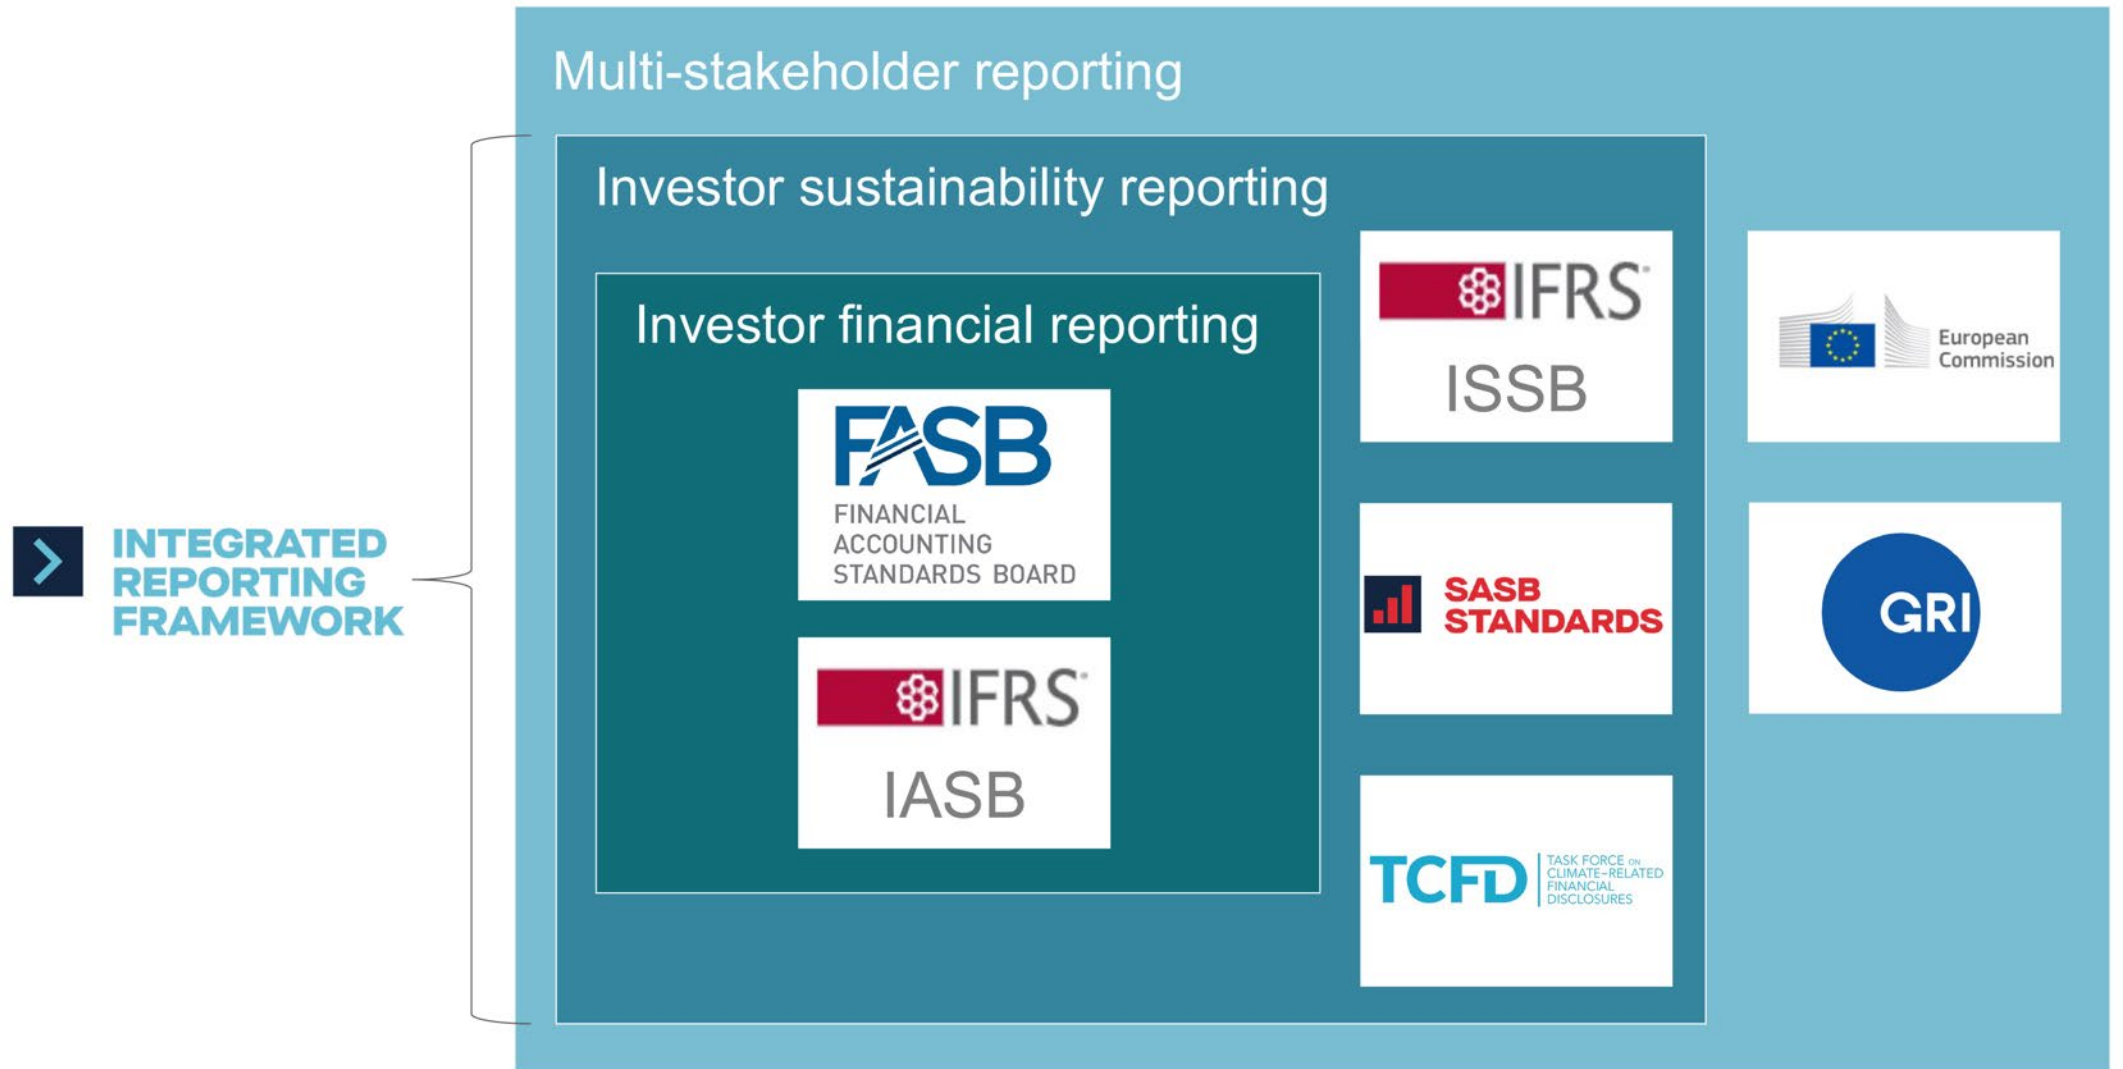 Multi-stakeholder reporting
Investor sustainability reporting
Investor financial reporting
INTEGRATED
REPORTING
FRAMEWORK
FASB
FINANCIAL
ACCOUNTING
STANDARDS BOARD
IFRS
IASB
IFRS
ISSB
SASB
STANDARDS
TCFD
TASK FORCE ON
CLIMATE-RELATED
FINANCIAL
DISCLOSURES
European
Commission
GRI